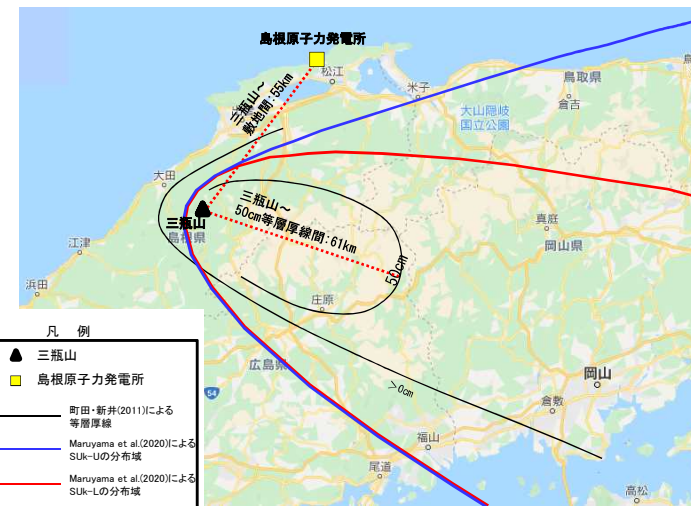 島根原子力発電所
松江
米子
鳥取県
倉吉
大山隠岐
国立公園
三瓶山～
敷地間:55km
大田
三瓶山～
50cm等層厚線間:61km
三瓶山
島根県
真庭
岡山県
江津
浜田
50cm
庄原
広島県
>0cm
岡山
倉敷
54
福山
尾道
高松
凡 例
三瓶山
島根原子力発電所
町田・新井(2011)による
等層厚線
Maruyama et al.(2020)による
SUk-Uの分布域
Maruyama et al.(2020)による
SUk-Lの分布域